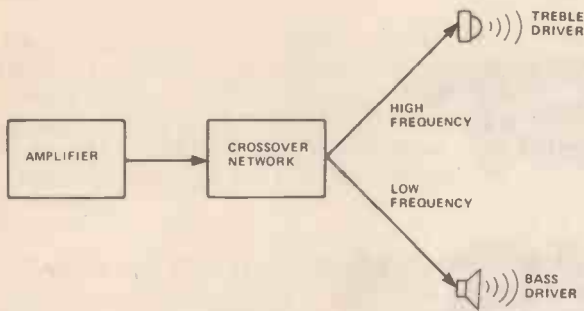 TREBLE
DRIVER
HIGH
FREQUENCY
AMPLIFIER
CROSSOVER
NETWORK
LOW
FREQUENCY
BASS
DRIVER